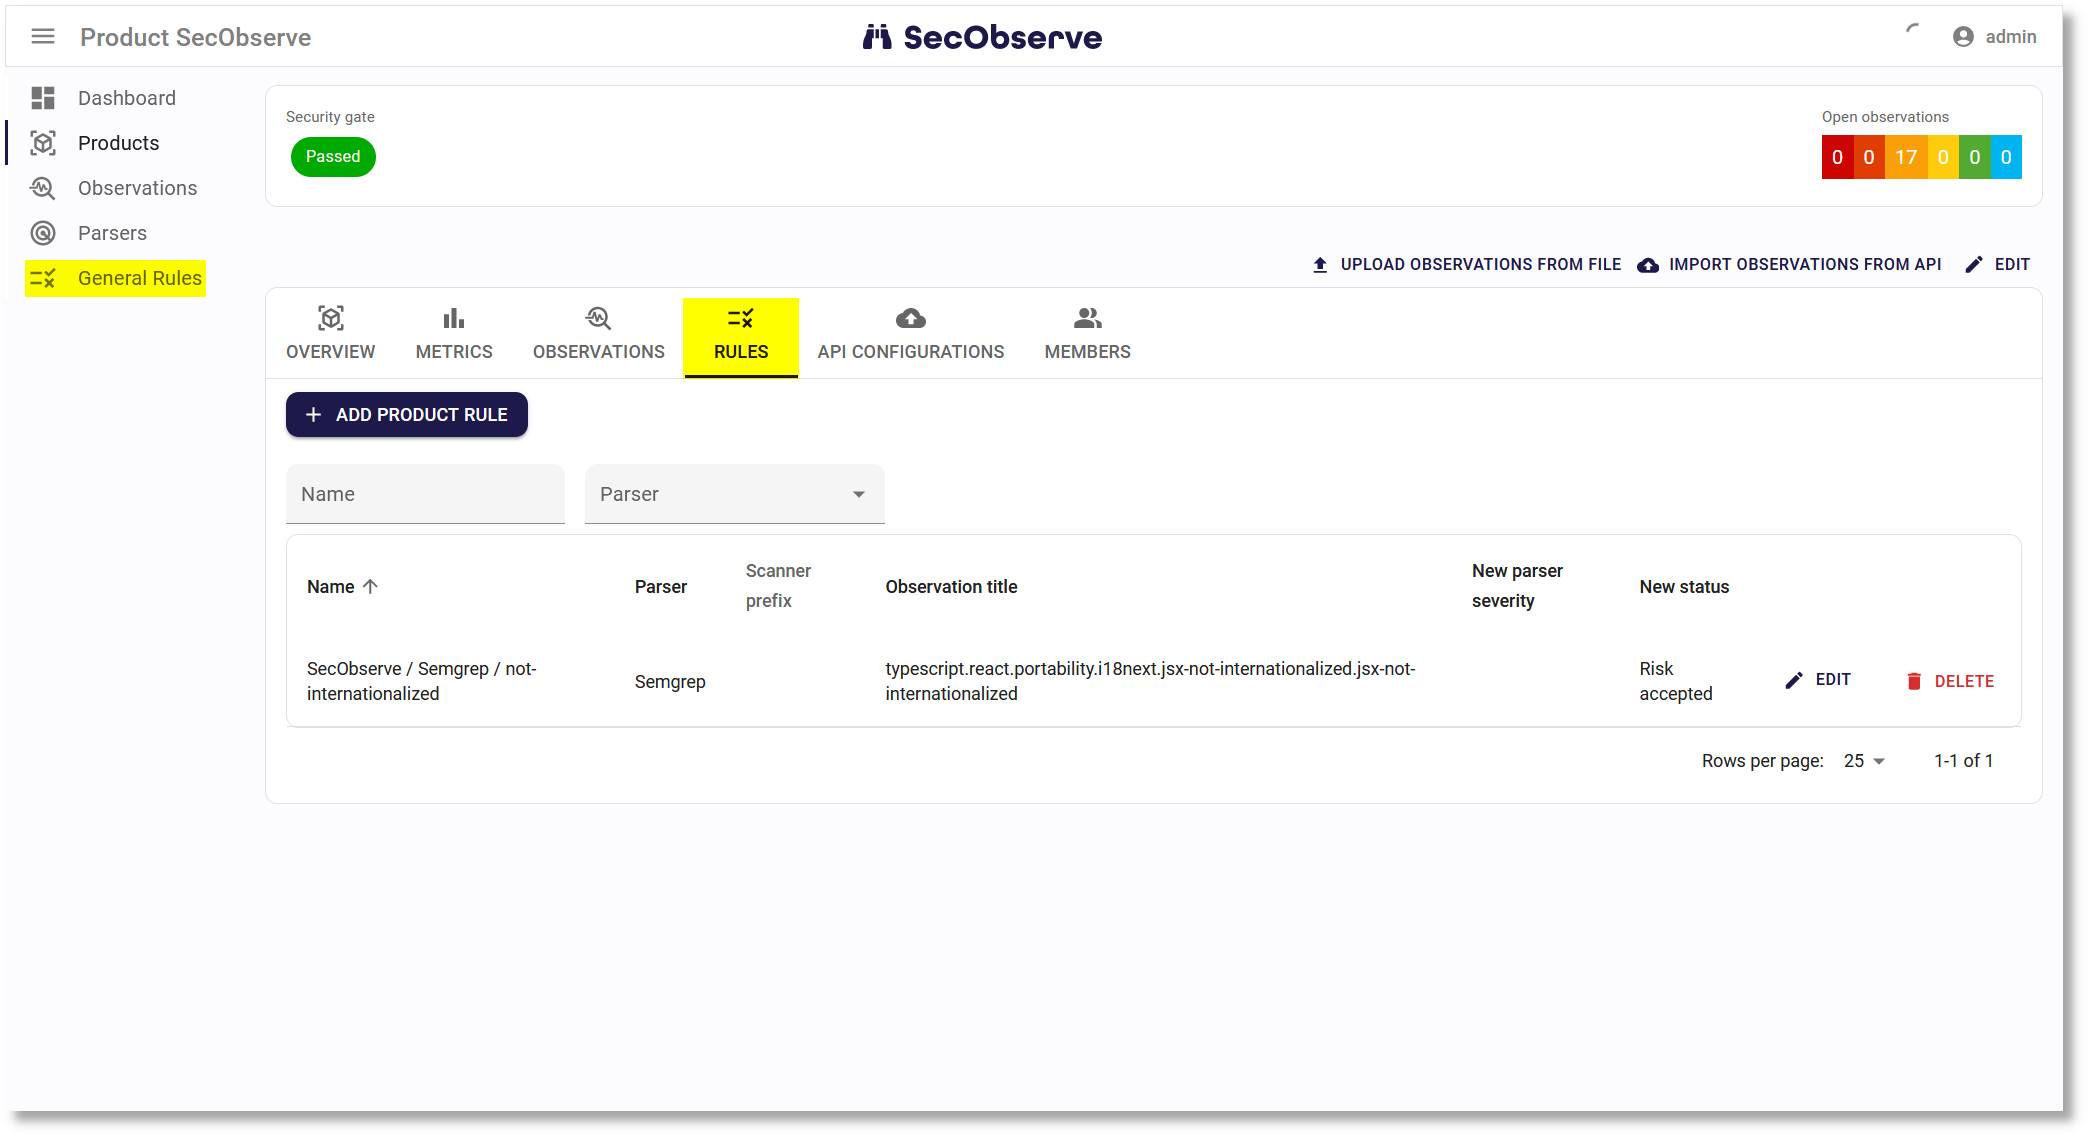 Product SecObserve
SecObserve
admin
Dashboard
Products
Observations
Parsers
General Rules
Security gate
Passed
Open observations
0 0 17 0 0 0
UPLOAD OBSERVATIONS FROM FILE
IMPORT OBSERVATIONS FROM API
EDIT
OVERVIEW
METRICS
OBSERVATIONS
RULES
API CONFIGURATIONS
MEMBERS
ADD PRODUCT RULE
Name
Parser
Name
Parser
Scanner
prefix
Observation title
New parser
severity
New status
SecObserve / Semgrep / not-
internationalized
Semgrep
typescript.react.portability.i18next.jsx-not-internationalized.jsx-not-
internationalized
Risk
accepted
EDIT
DELETE
Rows per page: 25
1-1 of 1